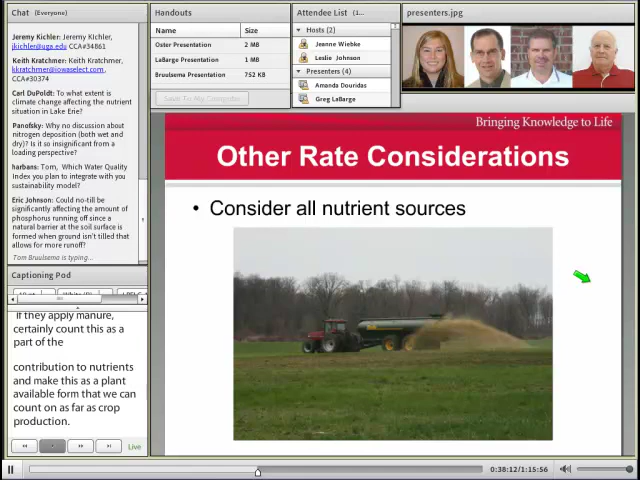 Chat (Everyone)
Jeremy Kichler: Jeremy KIchler,
jkichler@uga.edu CCA#34861
Keith Kratchmer: Keith Kratchmer,
kkratchmer@iowaselect.com,
CCA#30374
Carl DuPoldt: To what extent is
climate change affecting the nutrient
situation in Lake Erie?
Panofsky: Why no discussion about
nitrogen deposition (both wet and
dry)? Is it so insignificant from a
loading perspective?
harbans: Tom, Which Water Quality
Index you plan to integrate with you
sustainability model?
Eric Johnson: Could no-till be
significantly affecting the amount of
phosphorus running off since a
natural barrier at the soil surface is
formed when ground isn't tilled that
allows for more runoff?
Tom Bruulsema is typing...
Captioning Pod
If they apply manure,
certainly count this as a
part of the
contribution to nutrients
and make this as a plant
available form that we can
count on as far as crop
production.
Live
Handouts
Name Size
Oster Presentation 2 MB
LaBarge Presentation 1 MB
Bruulsema Presentation 752 KB
Save To My Computer
Attendee List (1...
Hosts (2)
Jeanne Wiebke
Leslie Johnson
Presenters (4)
Amanda Douridas
Greg LaBarge
presenters.jpg
Bringing Knowledge to Life
Other Rate Considerations
• Consider all nutrient sources
0:38:12/1:15:56